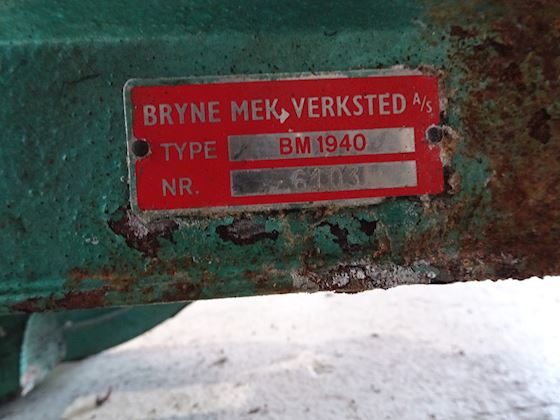 BRYNE MEK. VERKSTED A/S
TYPE BM 1940
NR. 6103